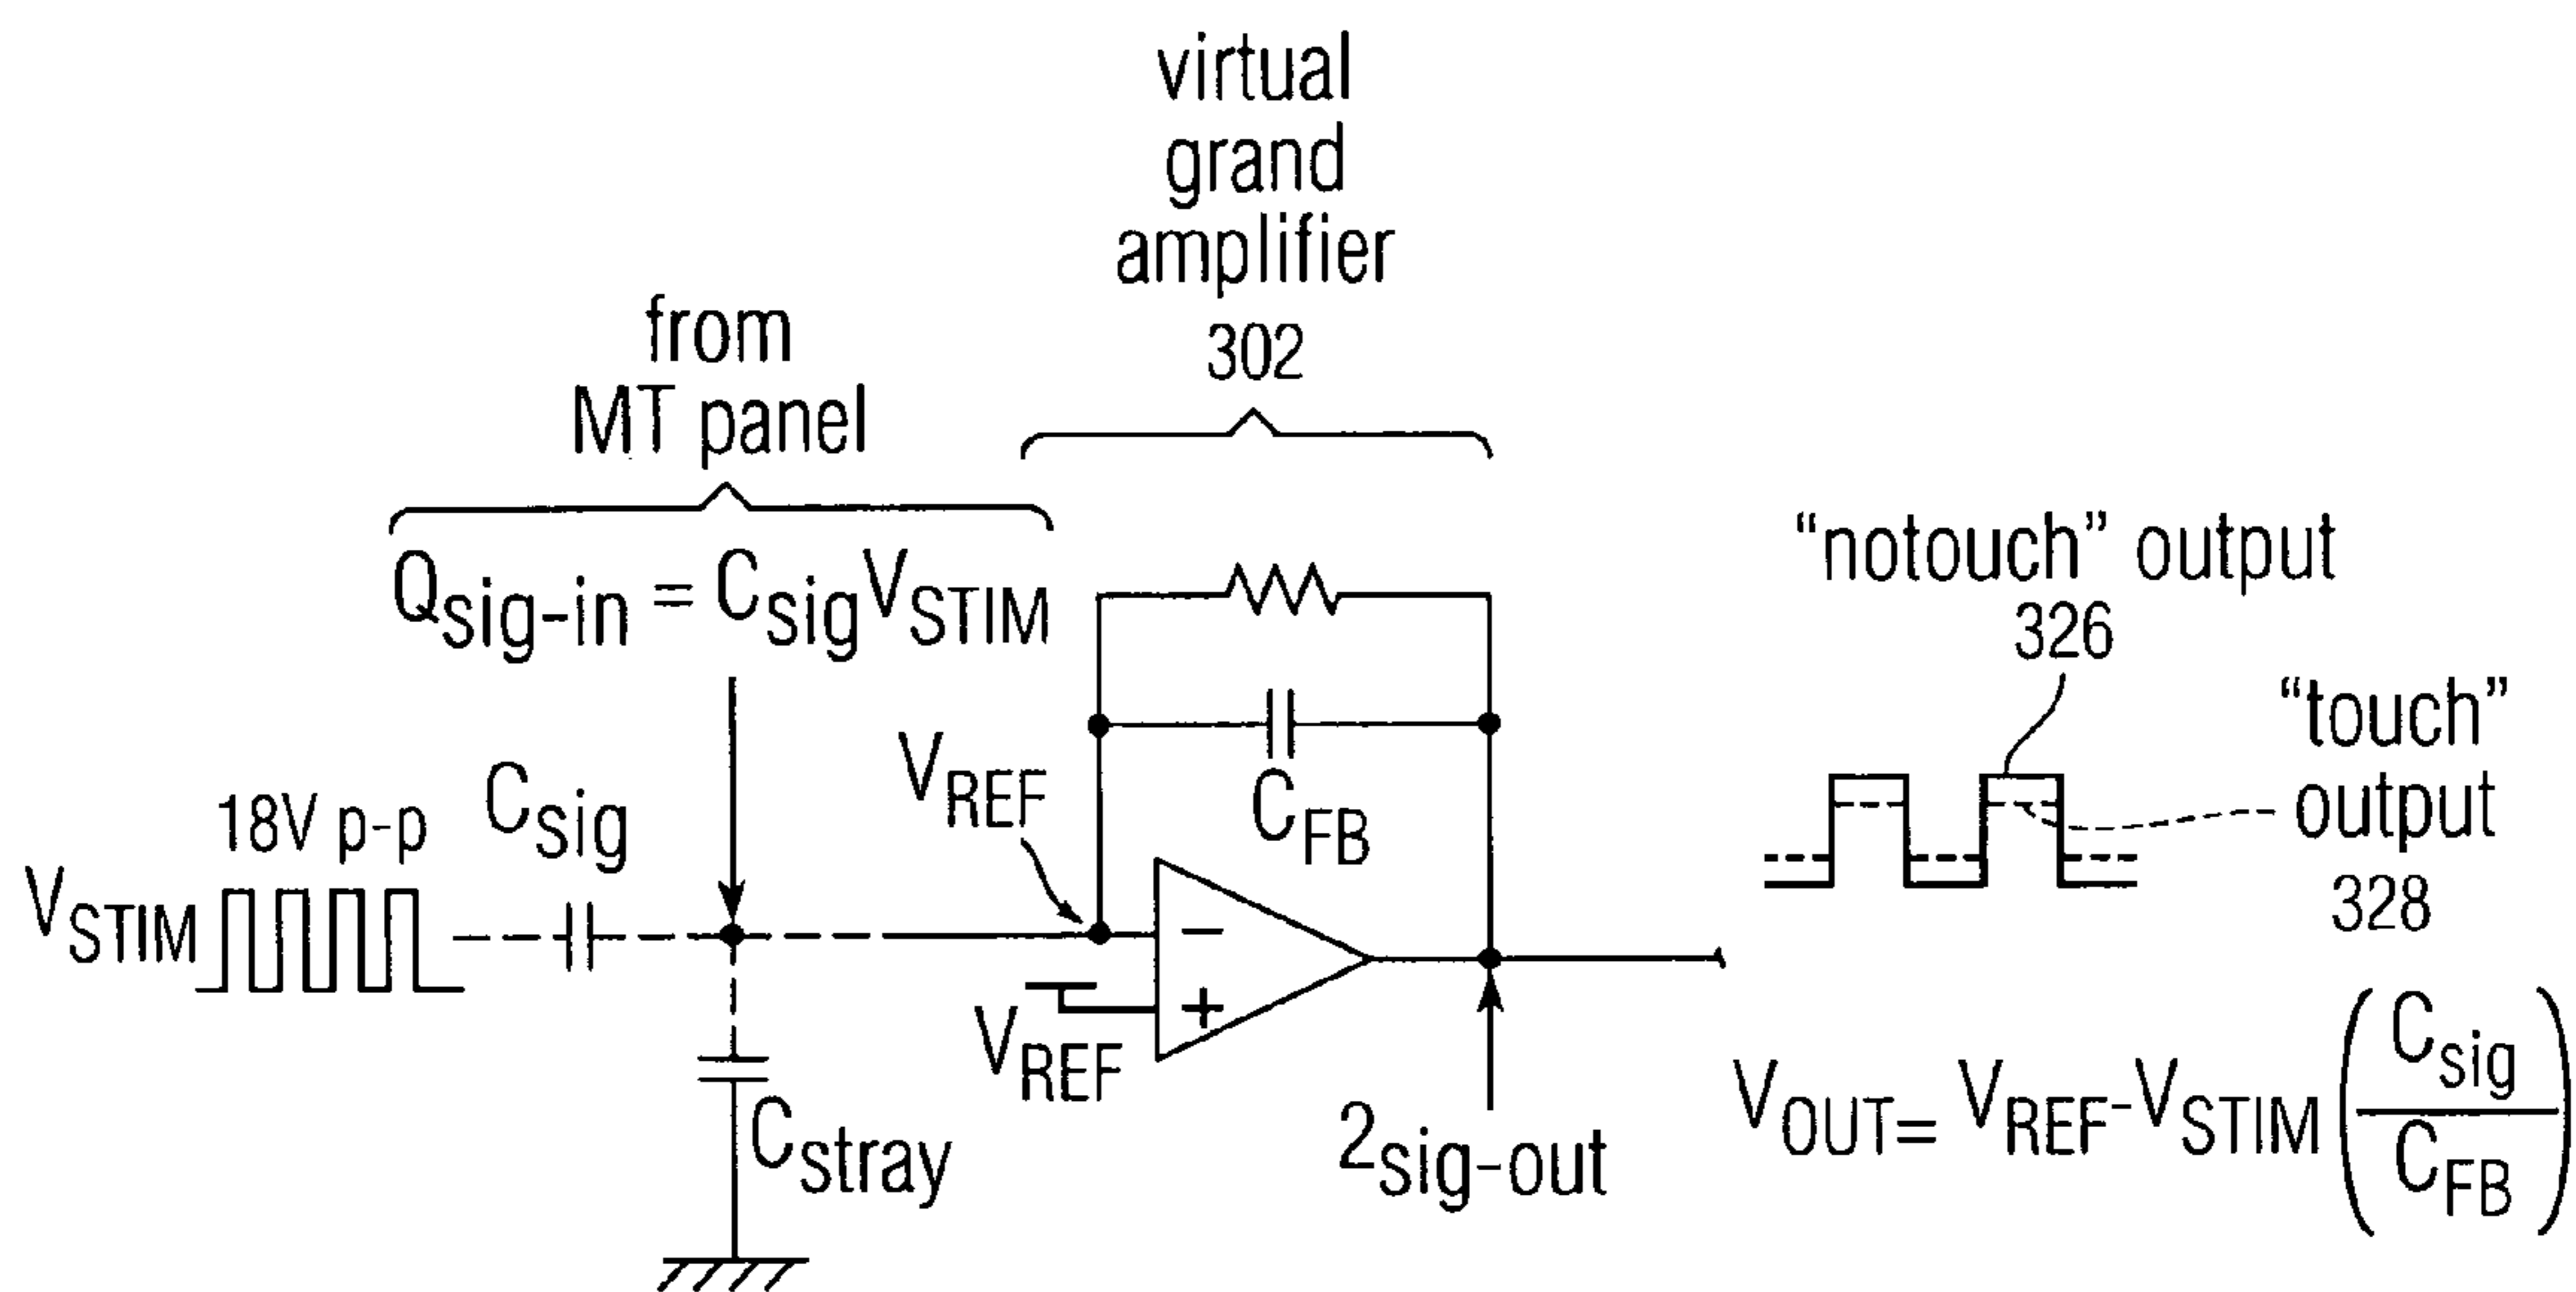 virtual
grand
amplifier
302
from
MT panel
Qsig-in = CsigVSTIM
"notouch" output
326
"touch"
output
328
VREF
CFB
18V p-p
Csig
VSTIM
−
+
VREF
Cstray
2sig-out
VOUT= VREF-VSTIM (Csig/CFB)